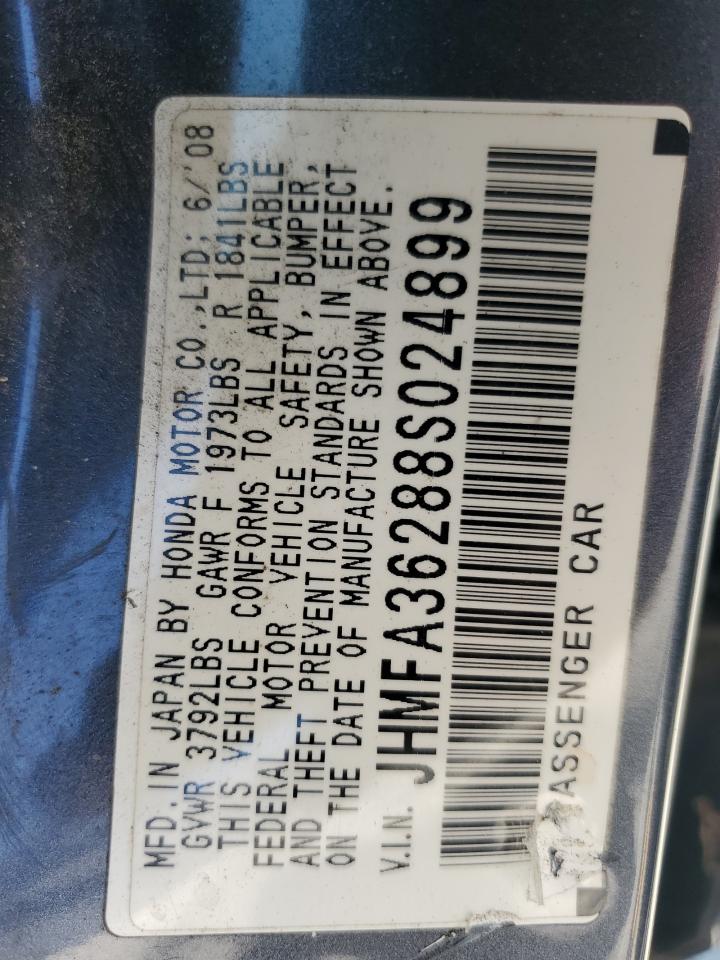 MFD.IN JAPAN BY HONDA MOTOR CO.,LTD; 6/'08
GVWR 3792LBS GAWR F 1973LBS R 1841LBS
THIS VEHICLE CONFORMS TO ALL APPLICABLE
FEDERAL MOTOR VEHICLE SAFETY, BUMPER,
AND THEFT PREVENTION STANDARDS IN EFFECT
ON THE DATE OF MANUFACTURE SHOWN ABOVE.
V.I.N. JHMFA36288S024899
ASSENGER CAR